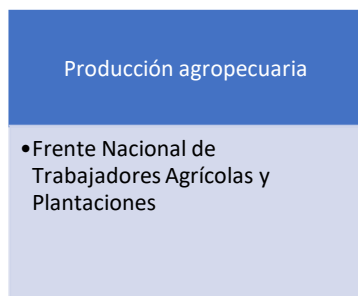 Producción agropecuaria
•Frente Nacional de
Trabajadores Agrícolas y
Plantaciones